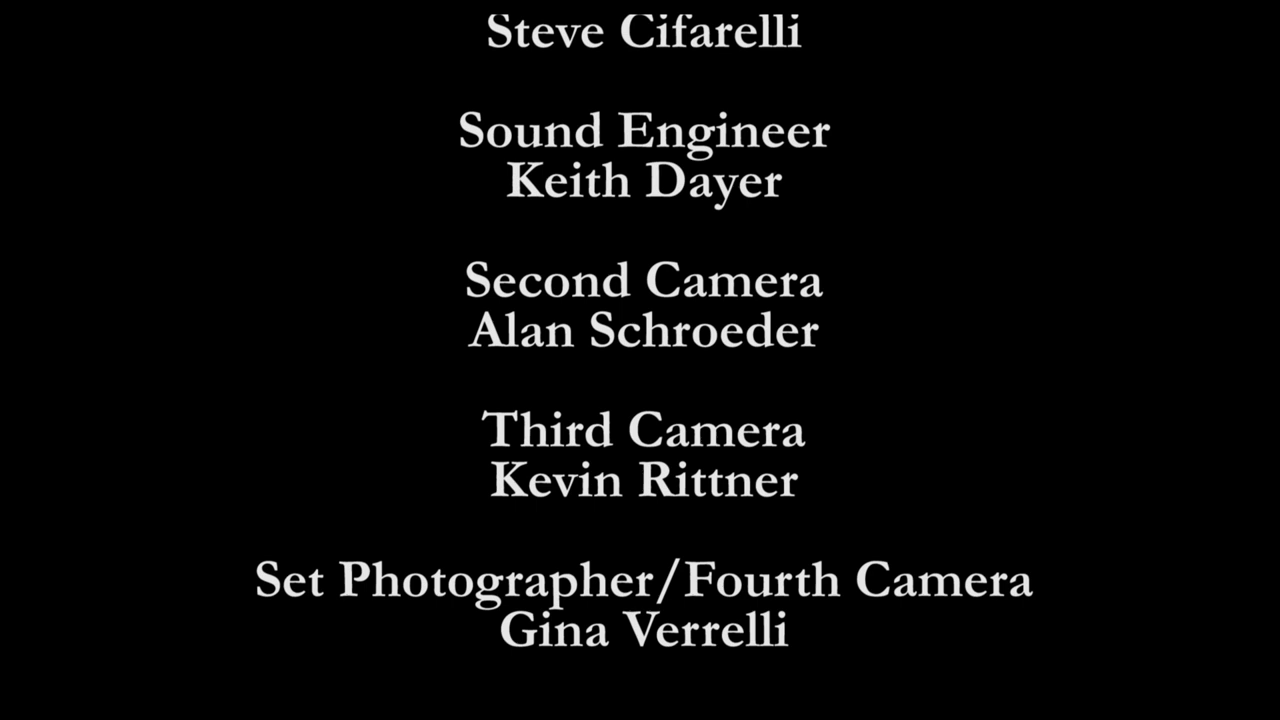 Steve Cifarelli
Sound Engineer
Keith Dayer
Second Camera
Alan Schroeder
Third Camera
Kevin Rittner
Set Photographer/Fourth Camera
Gina Verrelli